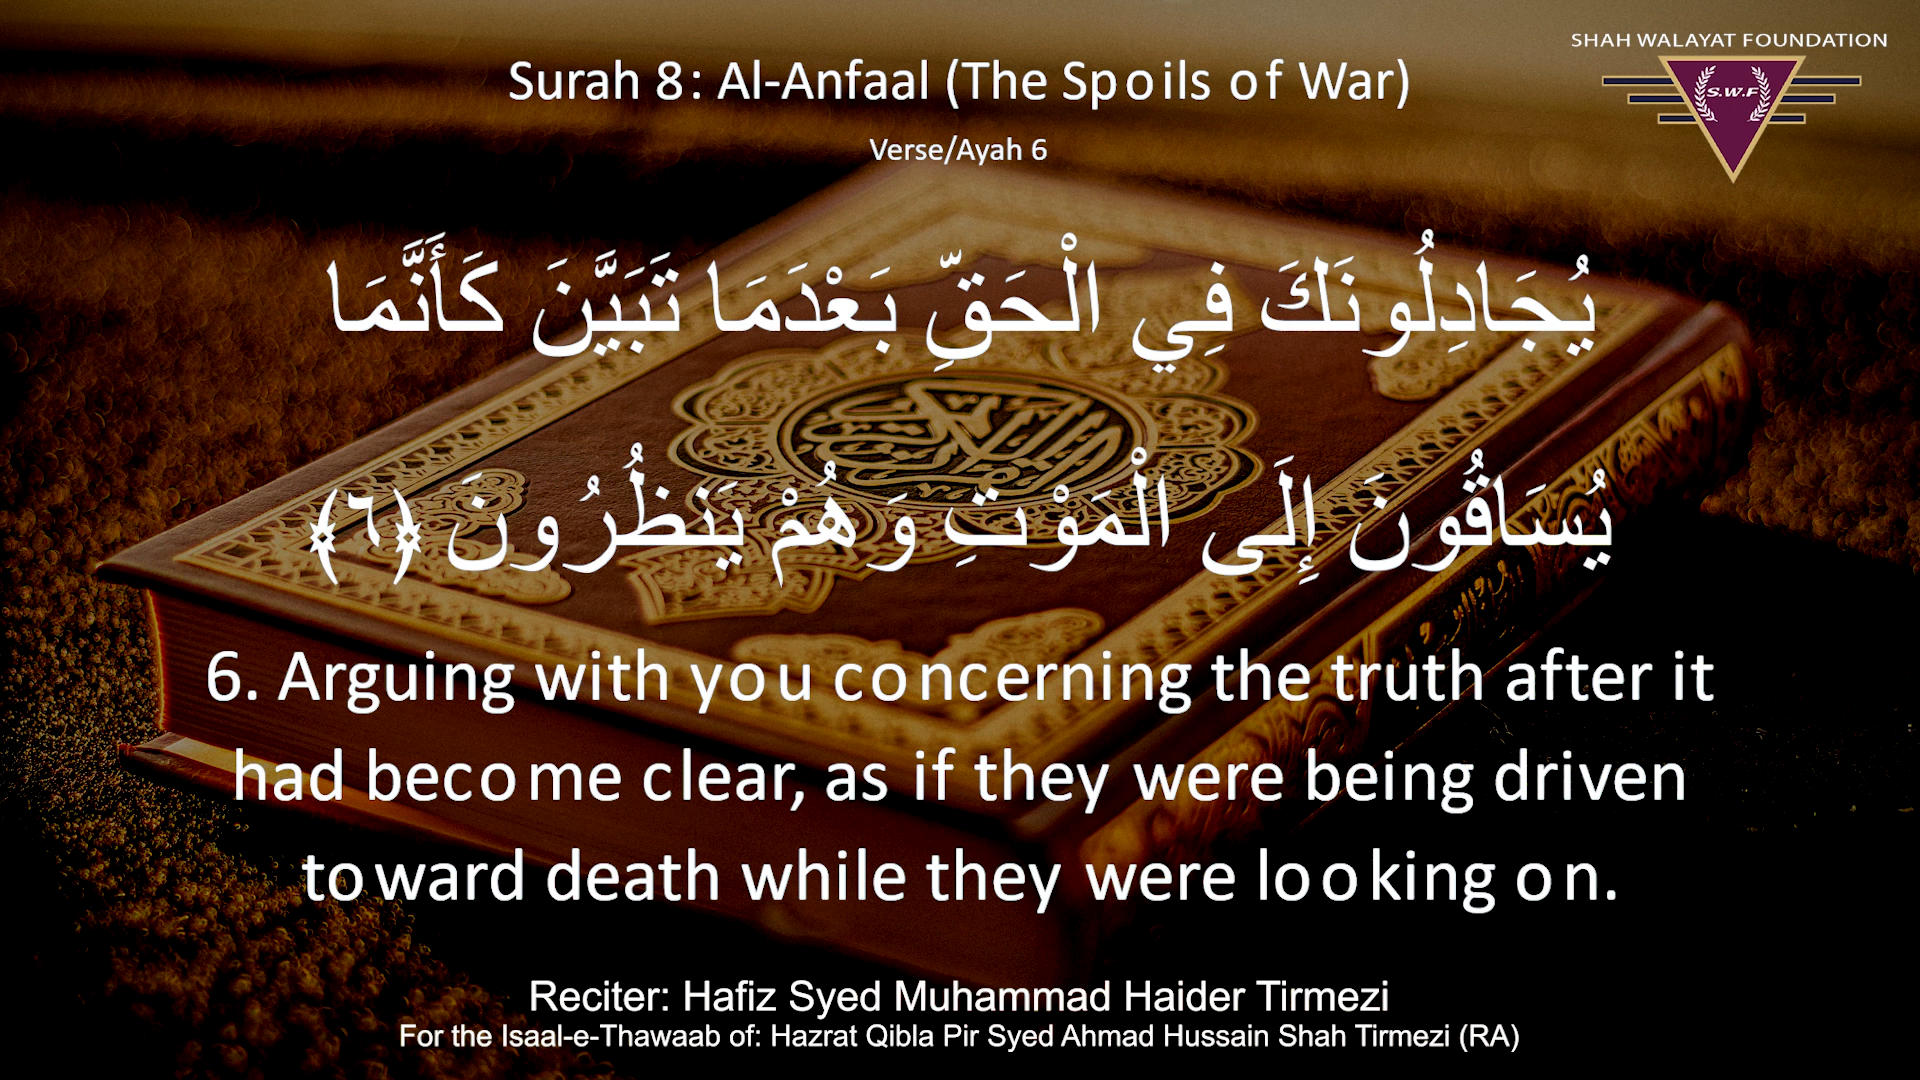 SHAH WALAYAT FOUNDATION
S.W.F
Surah 8: Al-Anfaal (The Spoils of War)
Verse/Ayah 6
يُجَادِلُونَكَ فِي الْحَقِّ بَعْدَمَا تَبَيَّنَ كَأَنَّمَا
يُسَاقُونَ إِلَى الْمَوْتِ وَهُمْ يَنظُرُونَ ﴿٦﴾
6. Arguing with you concerning the truth after it
had become clear, as if they were being driven
toward death while they were looking on.
Reciter: Hafiz Syed Muhammad Haider Tirmezi
For the Isaal-e-Thawaab of: Hazrat Qibla Pir Syed Ahmad Hussain Shah Tirmezi (RA)